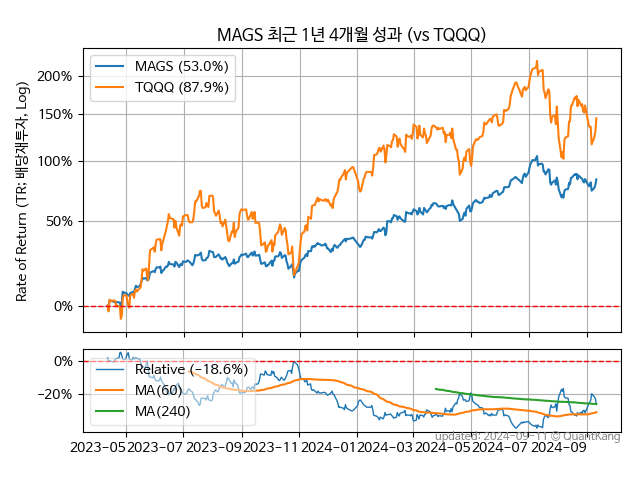 MAGS 최근 1년 4개월 성과 (vs TQQQ)
Rate of Return (TR: 배당재투자, Log)
200%
150%
100%
50%
0%
MAGS (53.0%)
TQQQ (87.9%)
0%
−20%
Relative (−18.6%)
MA(60)
MA(240)
2023−05 2023−07 2023−09 2023−11 2024−01 2024−03 2024−05 2024−07 2024−09
updated: 2024-09-11 © QuantKang